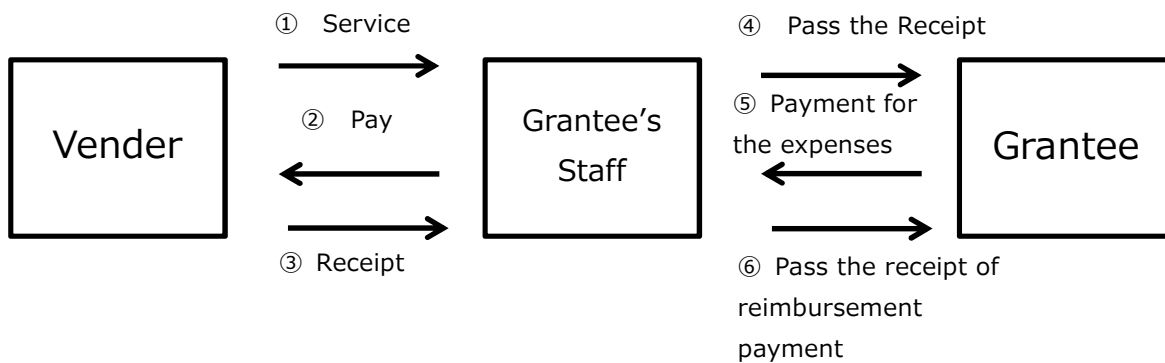 ① Service
② Pay
③ Receipt
Vender
Grantee's
Staff
④ Pass the Receipt
⑤ Payment for
the expenses
⑥ Pass the receipt of
reimbursement
payment
Grantee